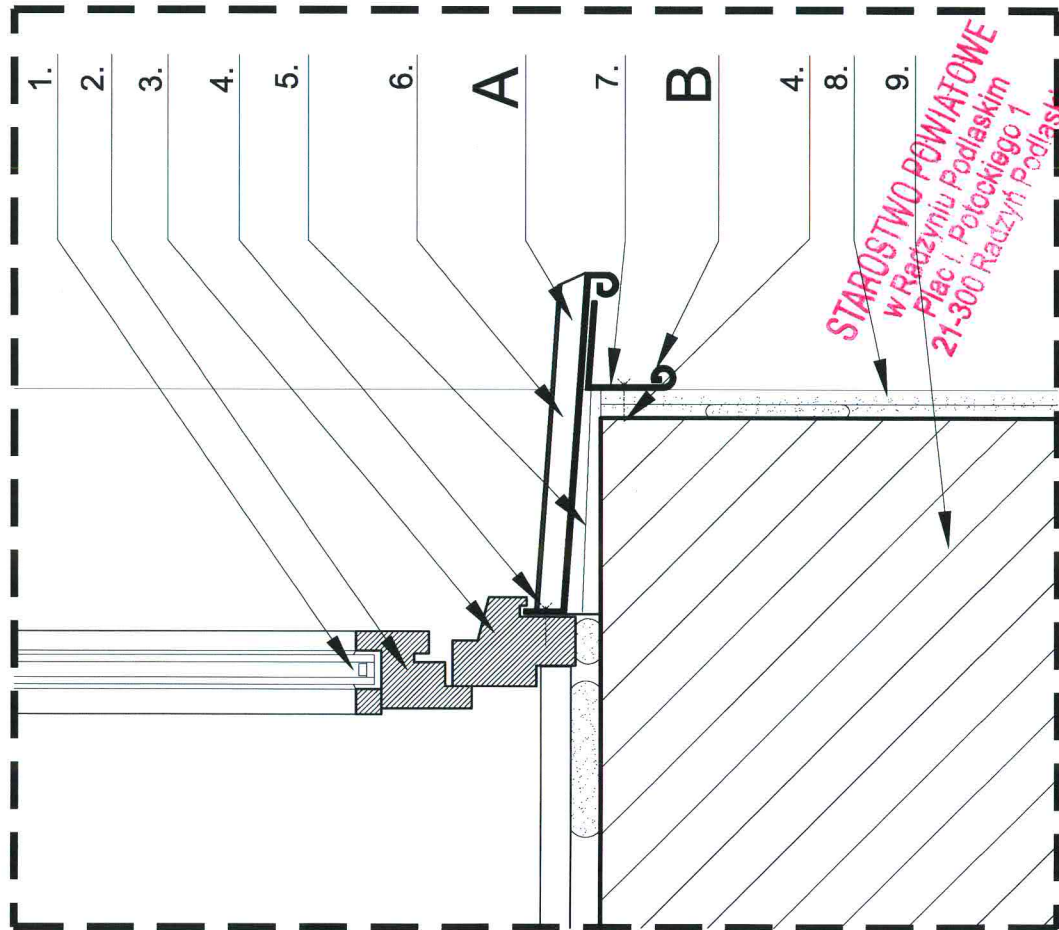 1.
2.
3.
4.
5.
6.
A
7.
B
4.
8.
9.
STAROSTWO POWIATOWE
w Radzyniu Podlaskim
Plac I. Potockiego 1
21-300 Radzyń